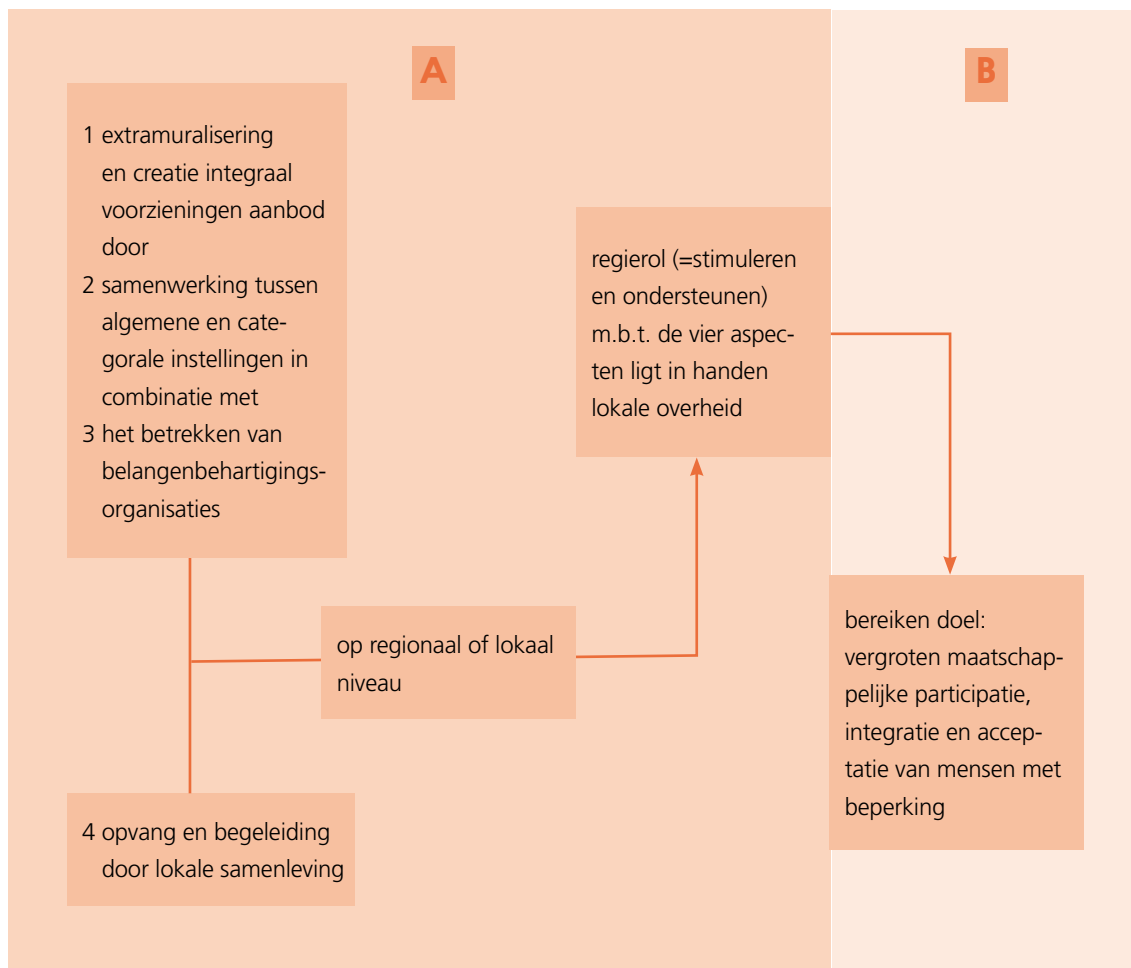 A
B
1 extramuralisering
en creatie integraal
voorzieningen aanbod
door
2 samenwerking tussen
algemene en cate-
gorale instellingen in
combinatie met
3 het betrekken van
belangenbehartigings-
organisaties
regierol (=stimuleren
en ondersteunen)
m.b.t. de vier aspec-
ten ligt in handen
lokale overheid
op regionaal of lokaal
niveau
bereiken doel:
vergroten maatschap-
pelijke participatie,
integratie en accep-
tatie van mensen met
beperking
4 opvang en begeleiding
door lokale samenleving